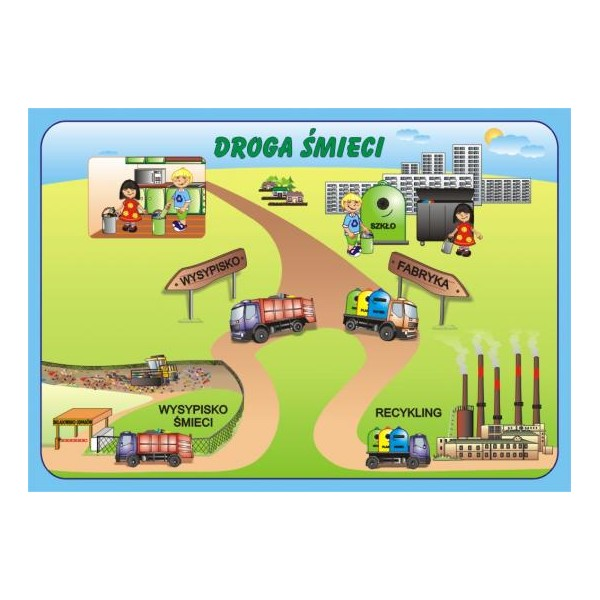 DROGA ŚMIECI
SZKŁO
WYSYPISKO
FABRYKA
WYSYPISKO
ŚMIECI
RECYKLING